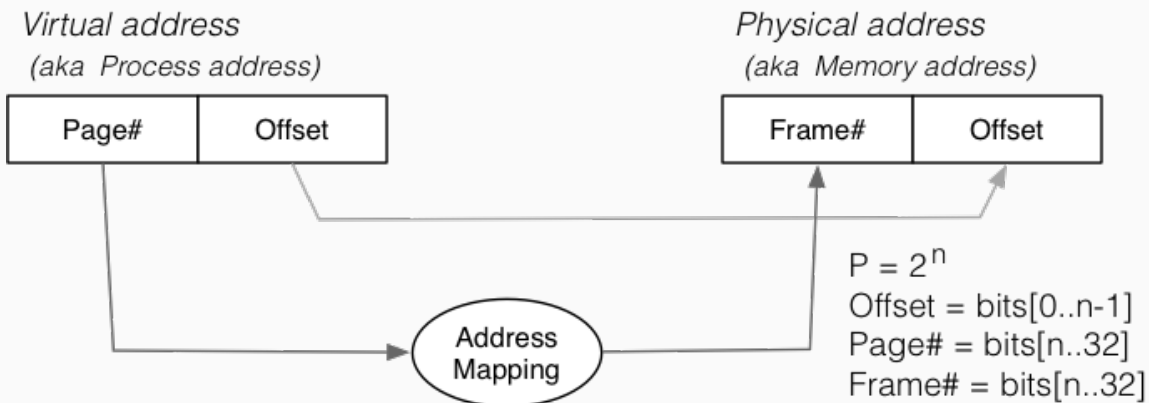 Virtual address
(aka Process address)
Page#
Offset
Physical address
(aka Memory address)
Frame#
Offset
Address
Mapping
P = 2^n
Offset = bits[0..n-1]
Page# = bits[n..32]
Frame# = bits[n..32]